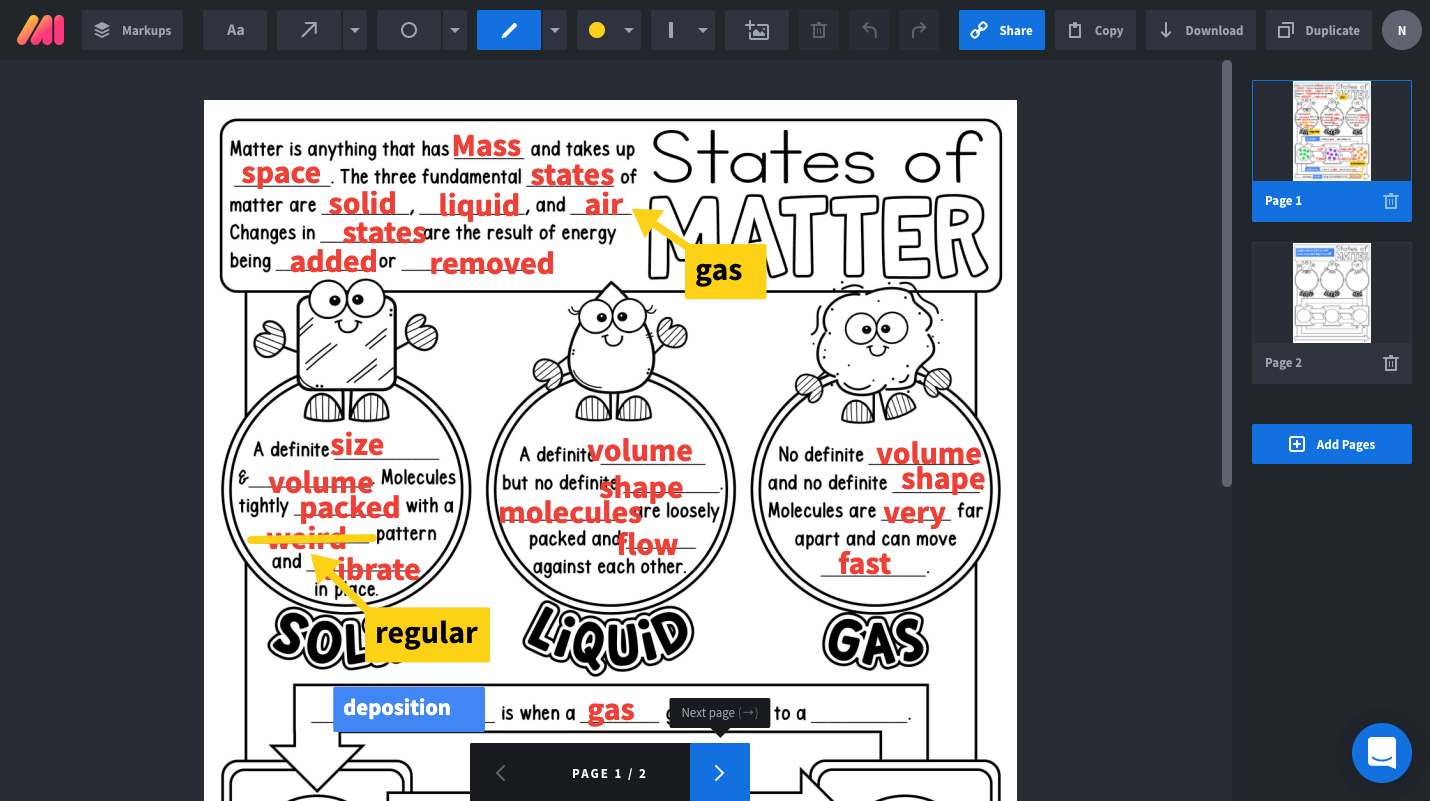 Markups
Aa
Share
Copy
Download
Duplicate
N
Matter is anything that has Mass and takes up
space. The three fundamental states of
matter are solid, liquid, and air
Changes in states are the result of energy
being added or removed
States of
MATTER
gas
A definite size
& volume. Molecules
tightly packed with a
weird pattern
and vibrate
in place.
regular
A definite volume
but no definite shape.
molecules are loosely
packed and flow
against each other.
No definite volume
and no definite shape.
Molecules are very far
apart and can move
fast.
LIQUID
GAS
deposition is when a gas to a
Next page (→)
PAGE 1 / 2
Page 1
Page 2
Add Pages